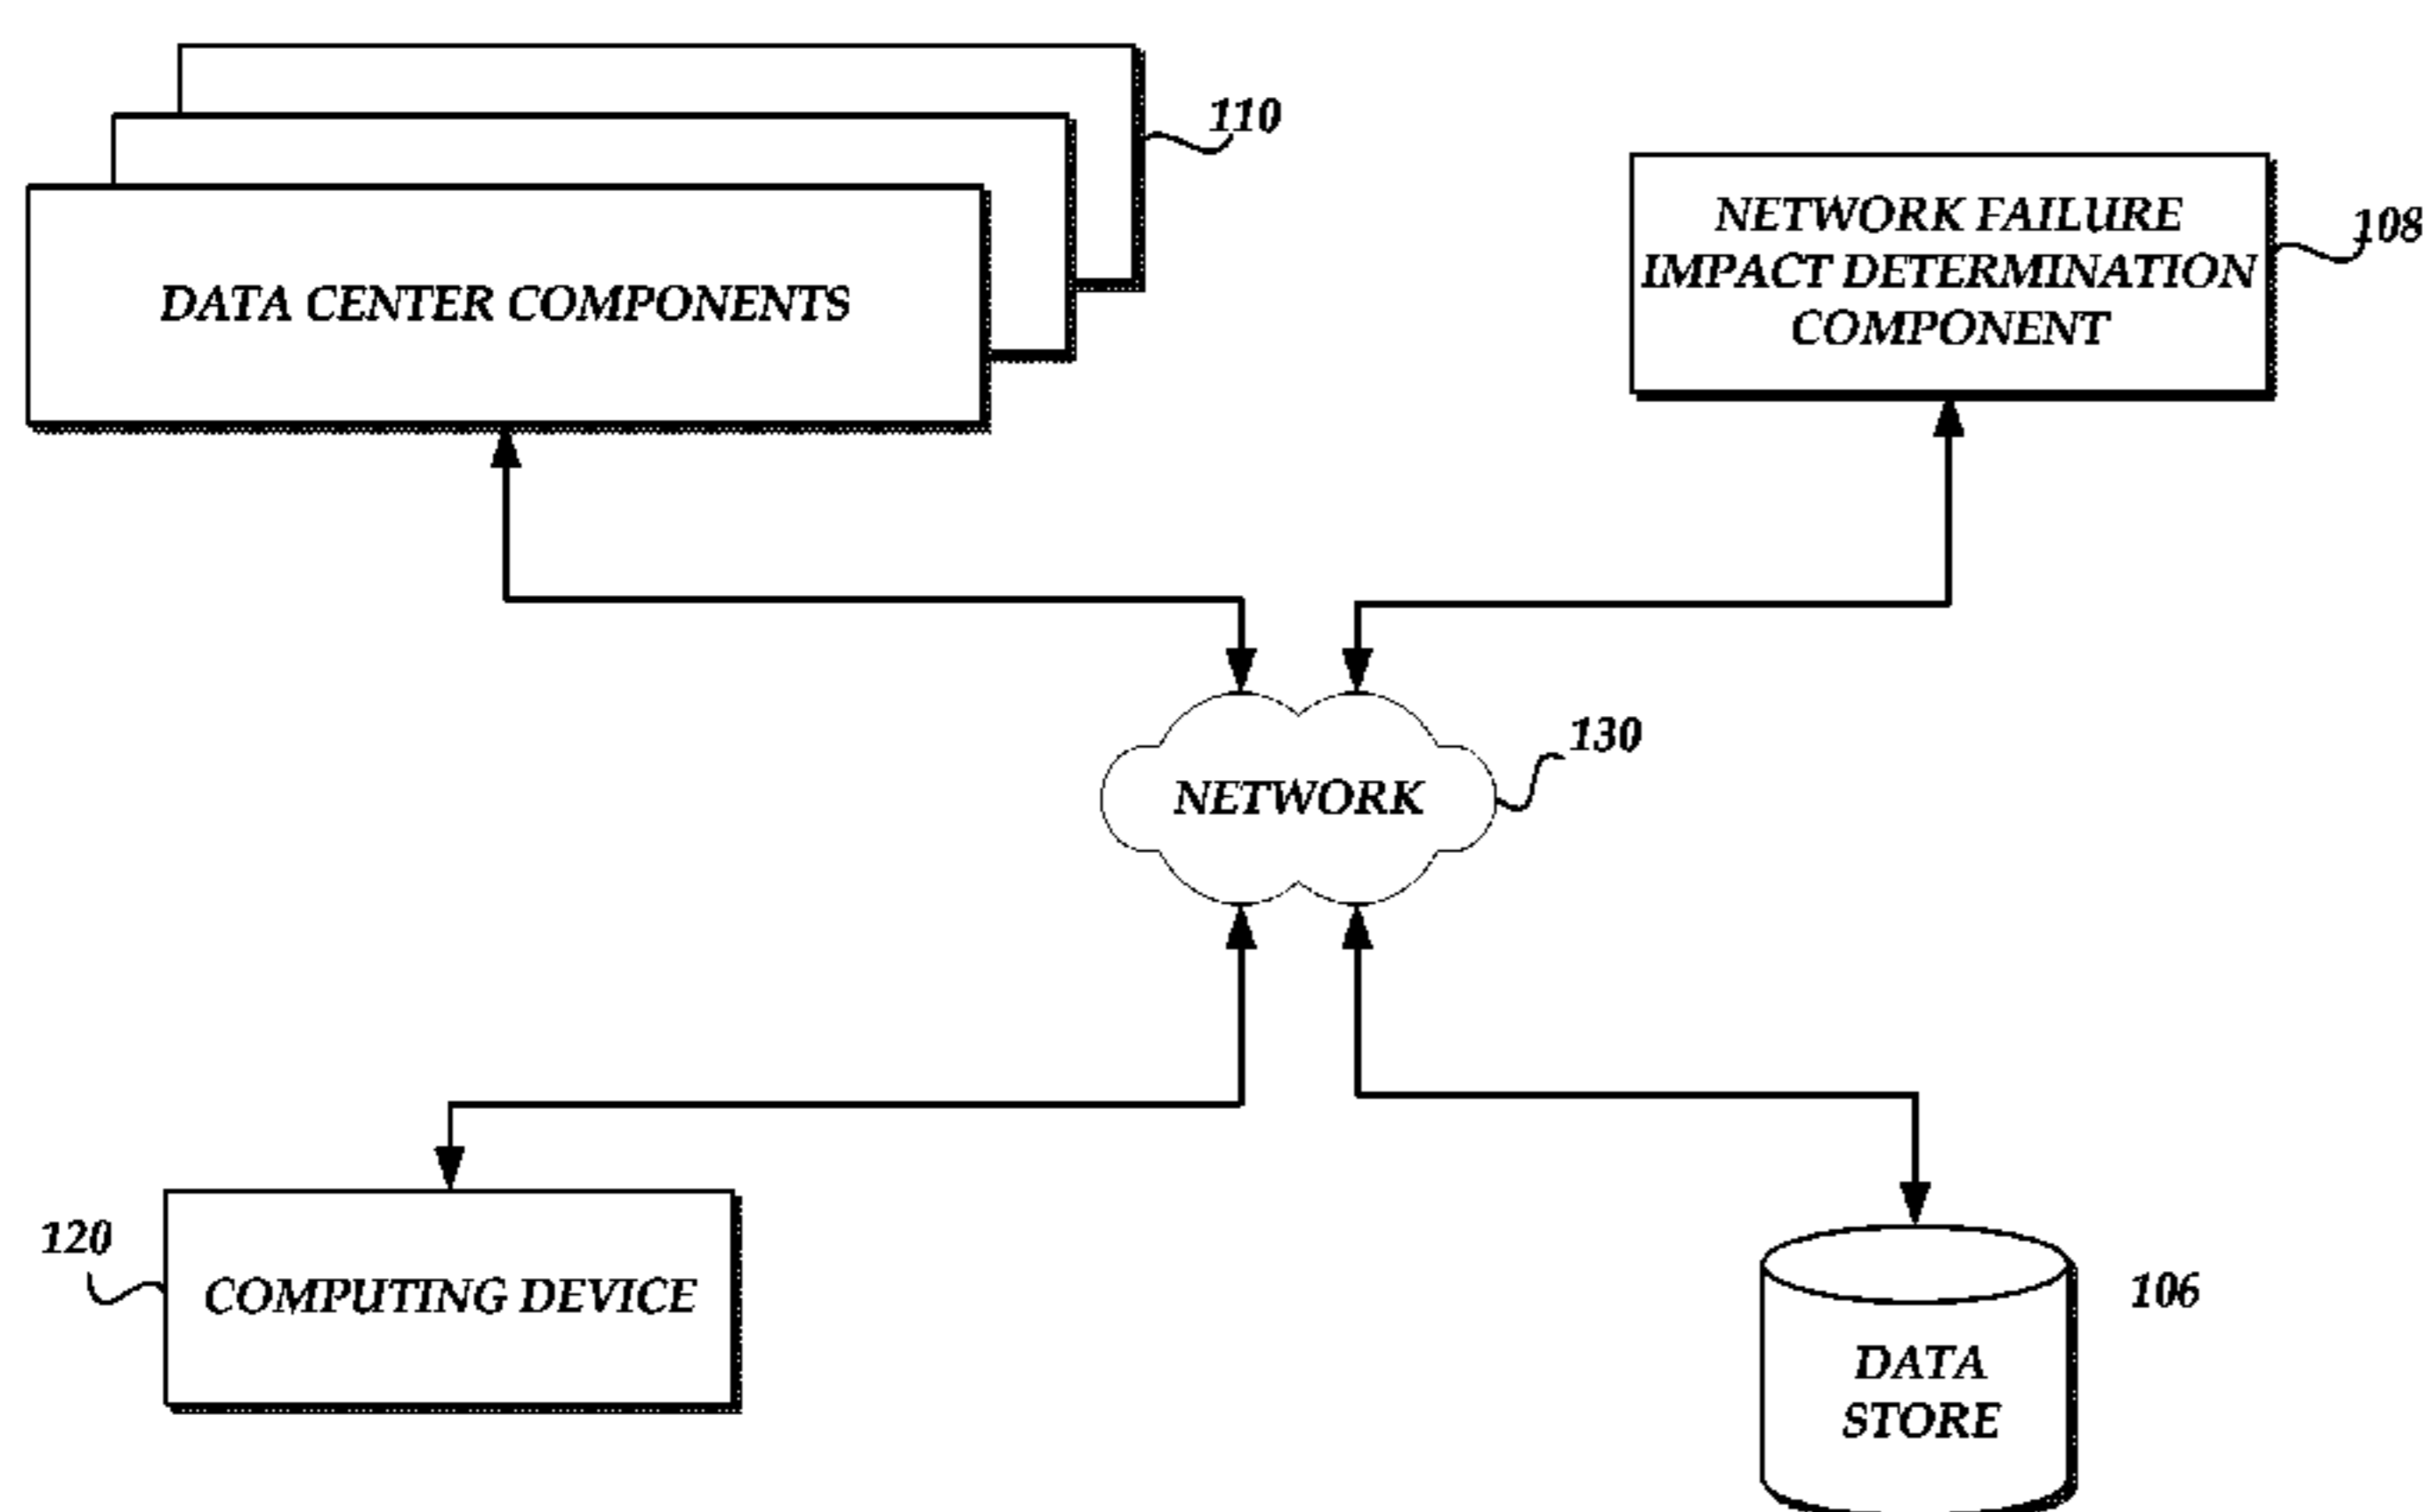 110
DATA CENTER COMPONENTS
NETWORK FAILURE
IMPACT DETERMINATION
COMPONENT
108
130
NETWORK
120
COMPUTING DEVICE
106
DATA
STORE